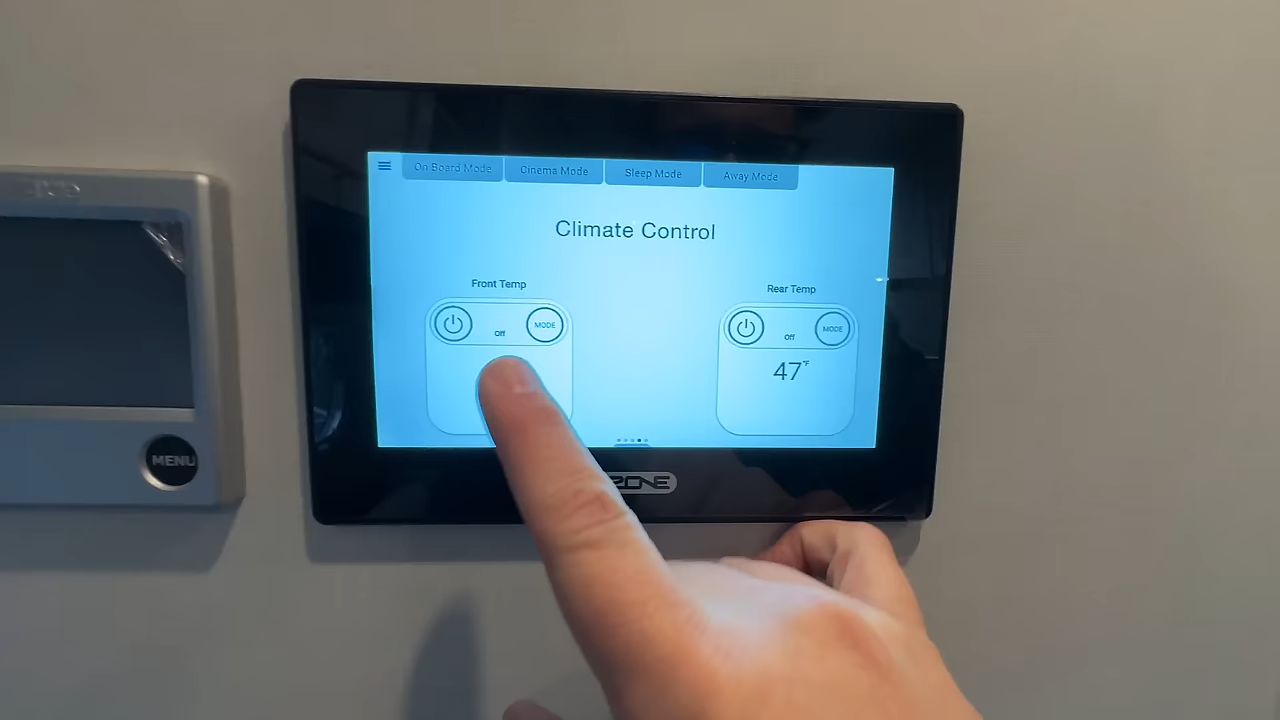 On Board Mode
Cinema Mode
Sleep Mode
Away Mode
Climate Control
Front Temp
Off
MODE
Rear Temp
Off
MODE
47°F
MENU